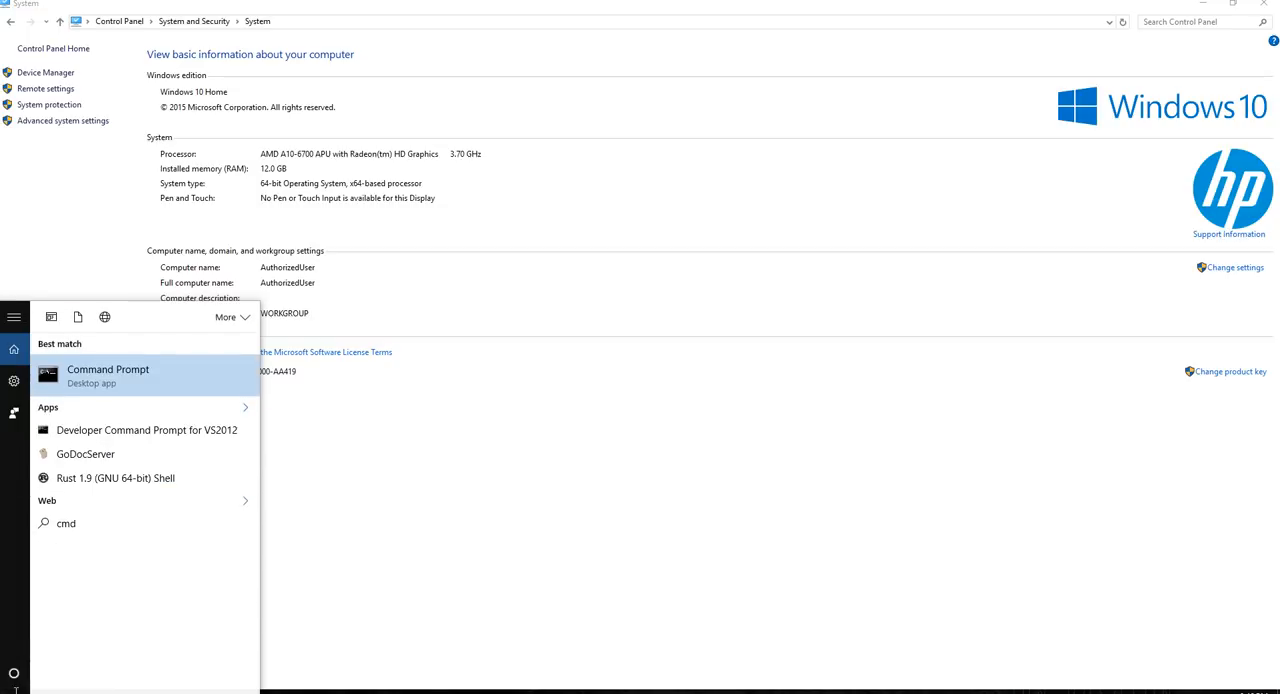 System
Control Panel > System and Security > System
Search Control Panel
Control Panel Home
Device Manager
Remote settings
System protection
Advanced system settings
View basic information about your computer
Windows edition
Windows 10 Home
© 2015 Microsoft Corporation. All rights reserved.
Windows 10
System
Processor: AMD A10-6700 APU with Radeon(tm) HD Graphics 3.70 GHz
Installed memory (RAM): 12.0 GB
System type: 64-bit Operating System, x64-based processor
Pen and Touch: No Pen or Touch Input is available for this Display
hp
Support Information
Computer name, domain, and workgroup settings
Computer name: AuthorizedUser
Change settings
Full computer name: AuthorizedUser
Computer description:
WORKGROUP
the Microsoft Software License Terms
000-AA419
Change product key
More
Best match
Command Prompt
Desktop app
Apps
Developer Command Prompt for VS2012
GoDocServer
Rust 1.9 (GNU 64-bit) Shell
Web
cmd